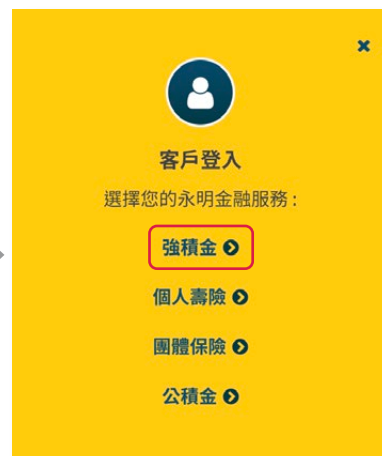 客戶登入
選擇您的永明金融服務 :
強積金
個人壽險
團體保險
公積金